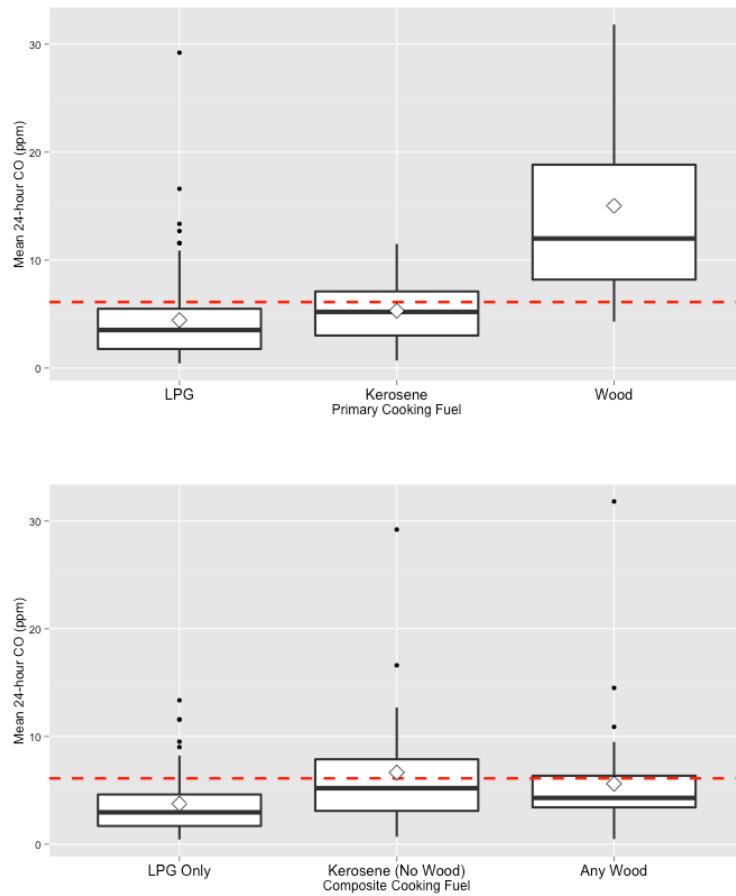 Mean 24-hour CO (ppm)
30
20
10
0
LPG Kerosene Wood
Primary Cooking Fuel
Mean 24-hour CO (ppm)
30
20
10
0
LPG Only Kerosene (No Wood) Any Wood
Composite Cooking Fuel